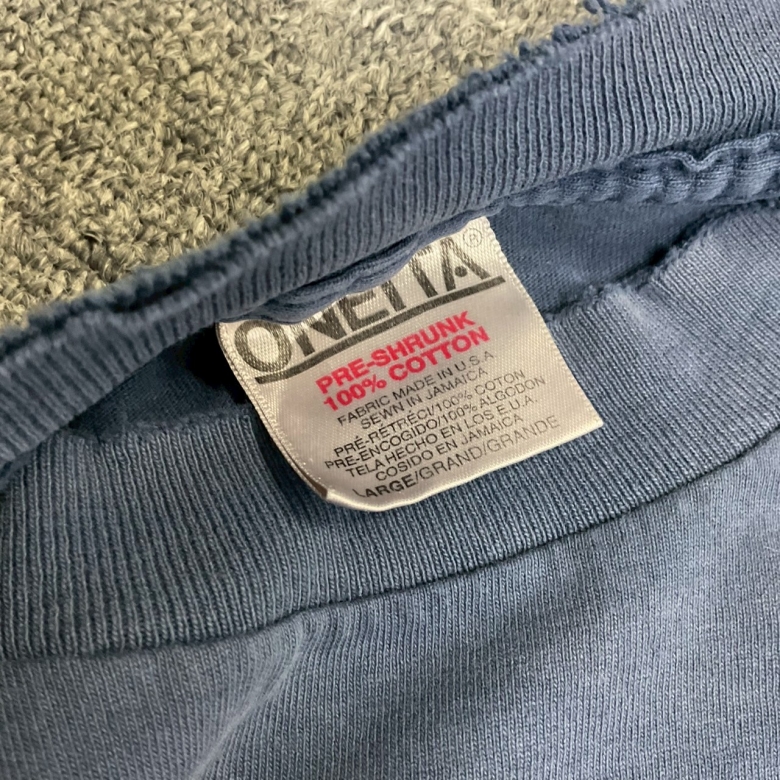 ONEITA®
PRE-SHRUNK
100% COTTON
FABRIC MADE IN U.S.A
SEWN IN JAMAICA
PRÉ-RÉTRÉCI/100% COTON
PRE-ENCOGIDO/100% ALGODON
TELA HECHO EN LOS E.U.A.
COSIDO EN JAMAICA
LARGE/GRAND/GRANDE